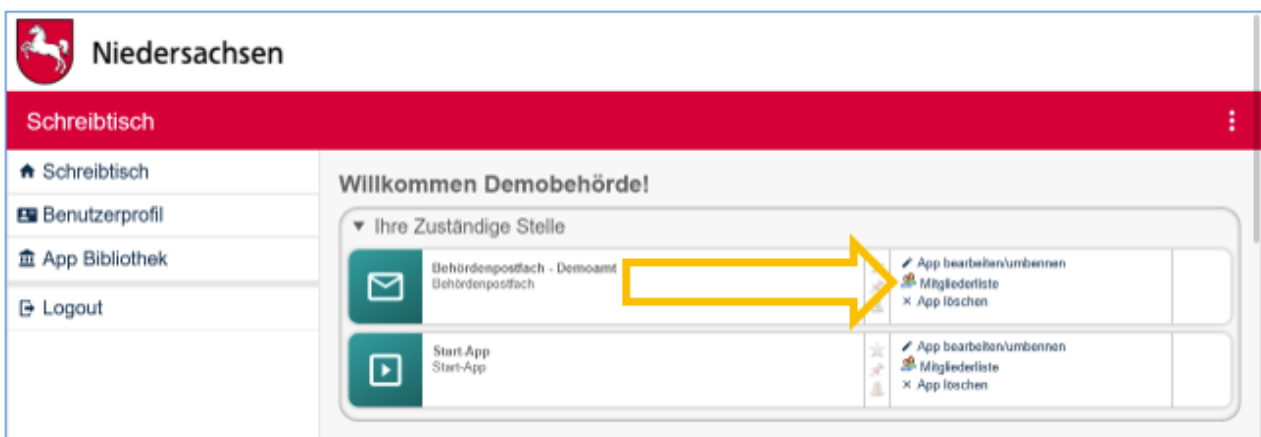 Niedersachsen
Schreibtisch
Schreibtisch
Benutzerprofil
App Bibliothek
Logout
Willkommen Demobehörde!
Ihre Zuständige Stelle
Behördenpostfach - Demoamt
Behördenpostfach
App bearbeiten/umbennen
Mitgliederliste
× App löschen
Start-App
Start-App
App bearbeiten/umbennen
Mitgliederliste
× App löschen